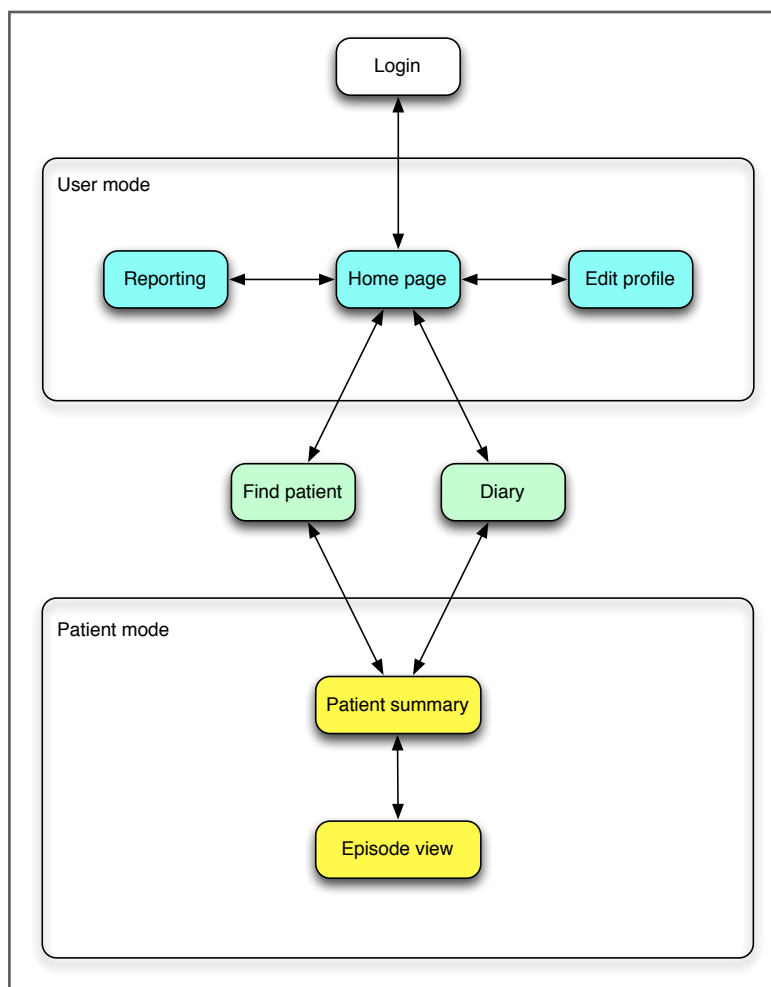 Login
User mode
Reporting
Home page
Edit profile
Find patient
Diary
Patient mode
Patient summary
Episode view